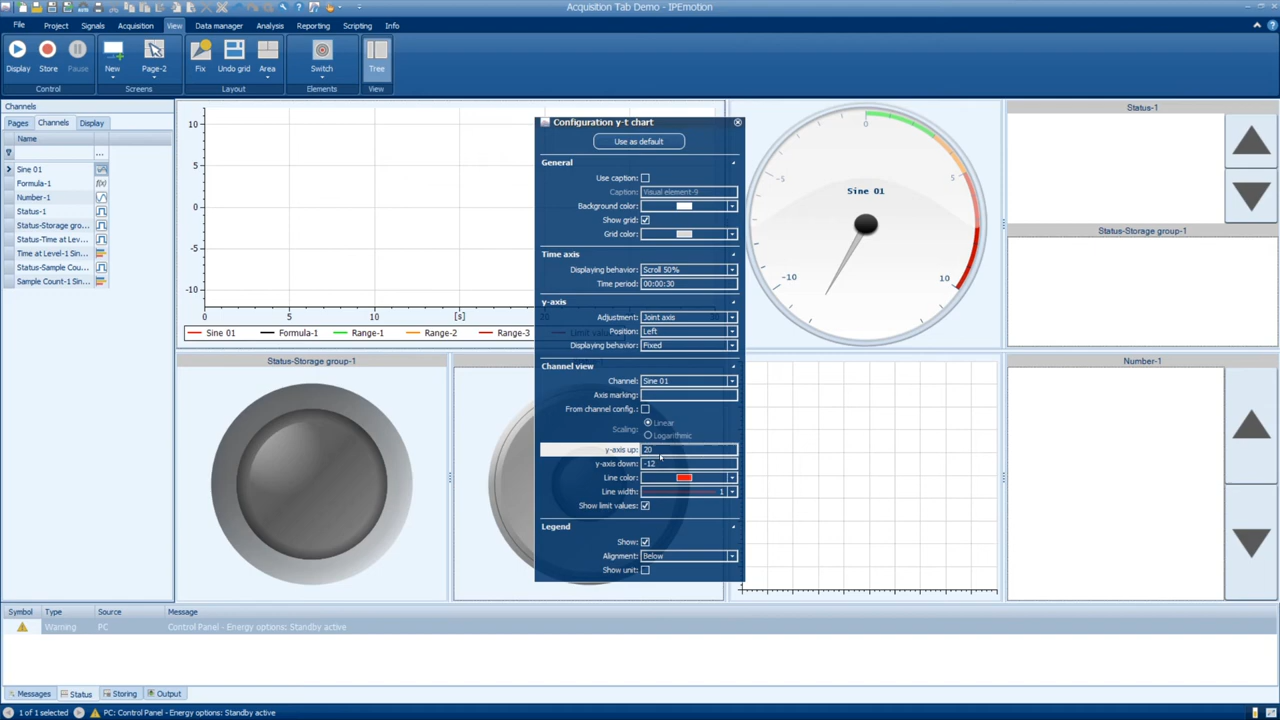 Acquisition Tab Demo - IPEmotion
File Project Signals Acquisition View Data manager Analysis Reporting Scripting Info
Display Store Pause New Page-2 Fix Undo grid Area Switch Tree
Control Screens Layout Elements View
Channels
Pages Channels Display
Name
...
Sine 01
Formula-1 f(x)
Number-1
Status-1
Status-Storage gro...
Status-Time at Lev...
Time at Level-1 Sin...
Status-Sample Cou...
Sample Count-1 Sin...
10
5
0
-5
-10
0 5 10 [s] 20
Sine 01 Formula-1 Range-1 Range-2 Range-3 Limit val
Configuration y-t chart
Use as default
General
Use caption:
Caption: Visual element-9
Background color:
Show grid:
Grid color:
Time axis
Displaying behavior: Scroll 50%
Time period: 00:00:30
y-axis
Adjustment: Joint axis
Position: Left
Displaying behavior: Fixed
Channel view
Channel: Sine 01
Axis marking:
From channel config.:
Scaling: Linear
Logarithmic
y-axis up: 20
y-axis down: -12
Line color:
Line width: 1
Show limit values:
Legend
Show:
Alignment: Below
Show unit:
0
-5 5
Sine 01
-10 10
Status-1
Status-Storage group-1
Status-Storage group-1
Number-1
Symbol Type Source Message
Warning PC Control Panel - Energy options: Standby active
Messages Status Storing Output
1 of 1 selected PC: Control Panel - Energy options: Standby active